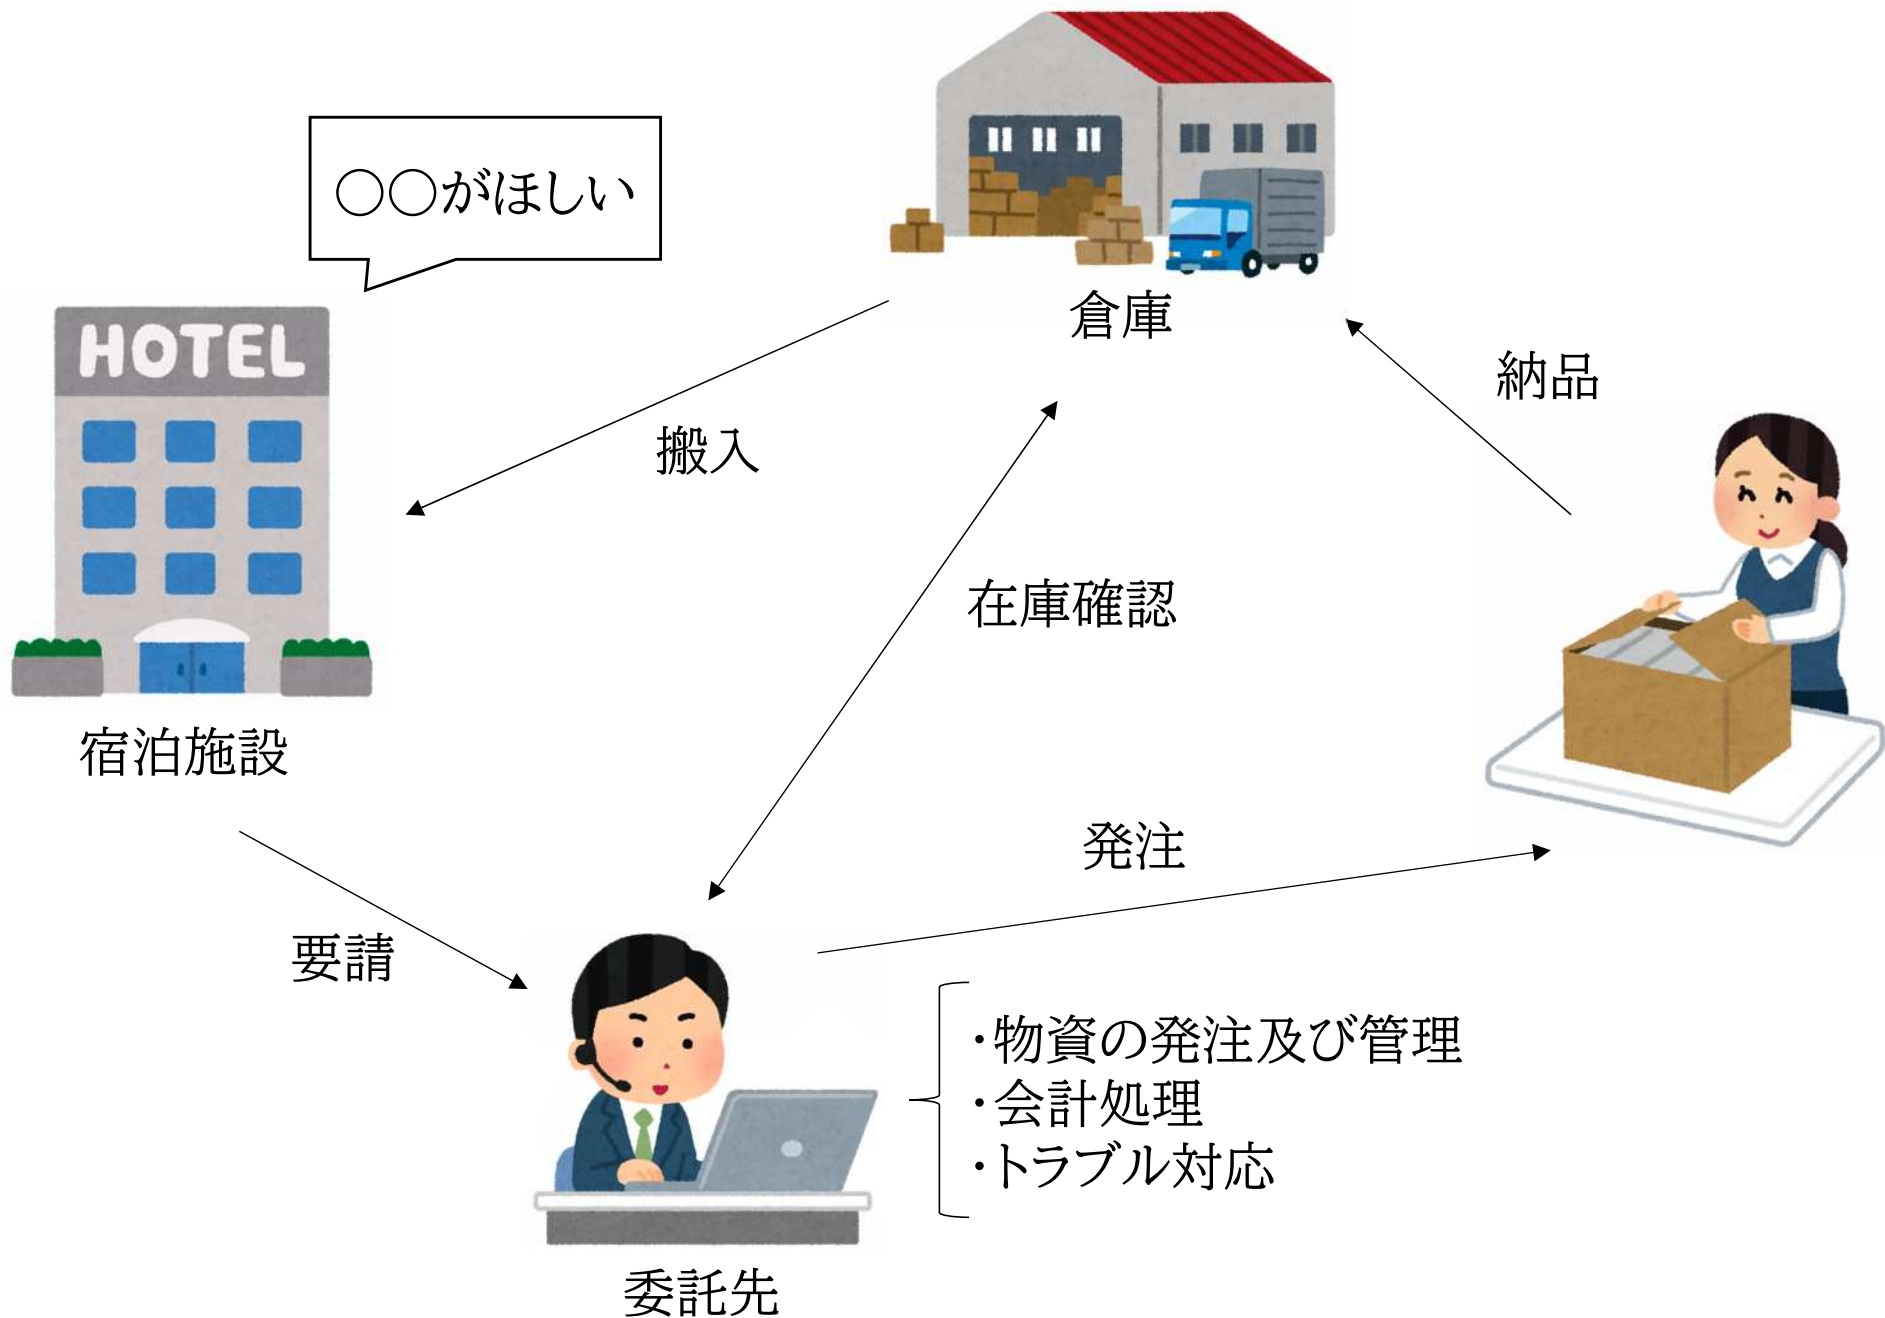 〇〇がほしい
HOTEL
倉庫
納品
搬入
在庫確認
宿泊施設
発注
要請
・物資の発注及び管理
・会計処理
・トラブル対応
委託先